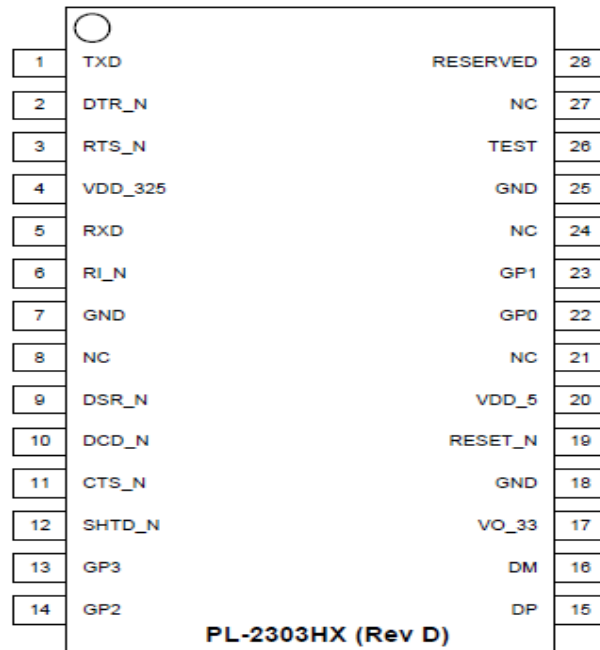 1 TXD RESERVED 28
2 DTR_N NC 27
3 RTS_N TEST 26
4 VDD_325 GND 25
5 RXD NC 24
6 RI_N GP1 23
7 GND GP0 22
8 NC NC 21
9 DSR_N VDD_5 20
10 DCD_N RESET_N 19
11 CTS_N GND 18
12 SHTD_N VO_33 17
13 GP3 DM 16
14 GP2 DP 15
PL-2303HX (Rev D)